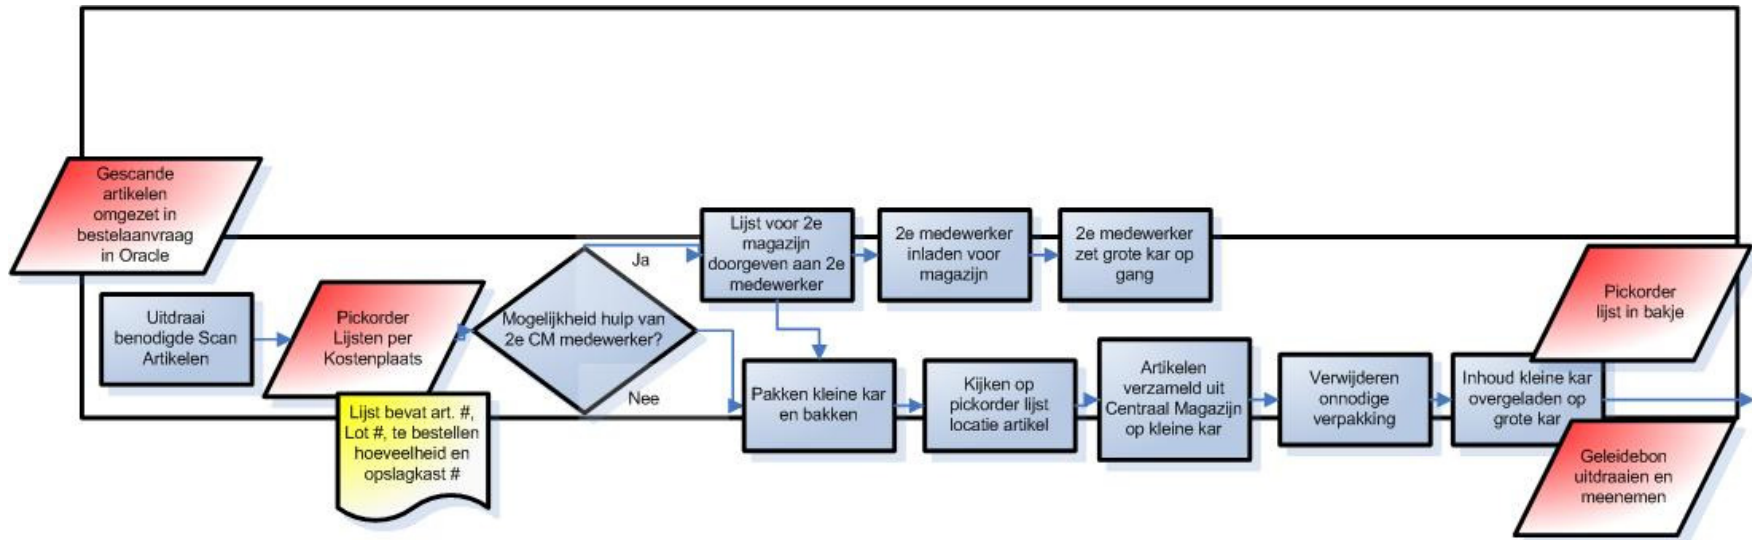 Gescande
artikelen
omgezet in
bestelaanvraag
in Oracle
Uitdraai
benodigde Scan
Artikelen
Pickorder
Lijsten per
Kostenplaats
Lijst bevat art. #,
Lot #, te bestellen
hoeveelheid en
opslagkast #
Mogelijkheid hulp van
2e CM medewerker?
Ja
Nee
Lijst voor 2e
magazijn
doorgeven aan 2e
medewerker
2e medewerker
inladen voor
magazijn
2e medewerker
zet grote kar op
gang
Pakken kleine kar
en bakken
Kijken op
pickorder lijst
locatie artikel
Artikelen
verzameld uit
Centraal Magazijn
op kleine kar
Verwijderen
onnodige
verpakking
Inhoud kleine kar
overgeladen op
grote kar
Pickorder
lijst in bakje
Geleidebon
uitdraaien en
meenemen